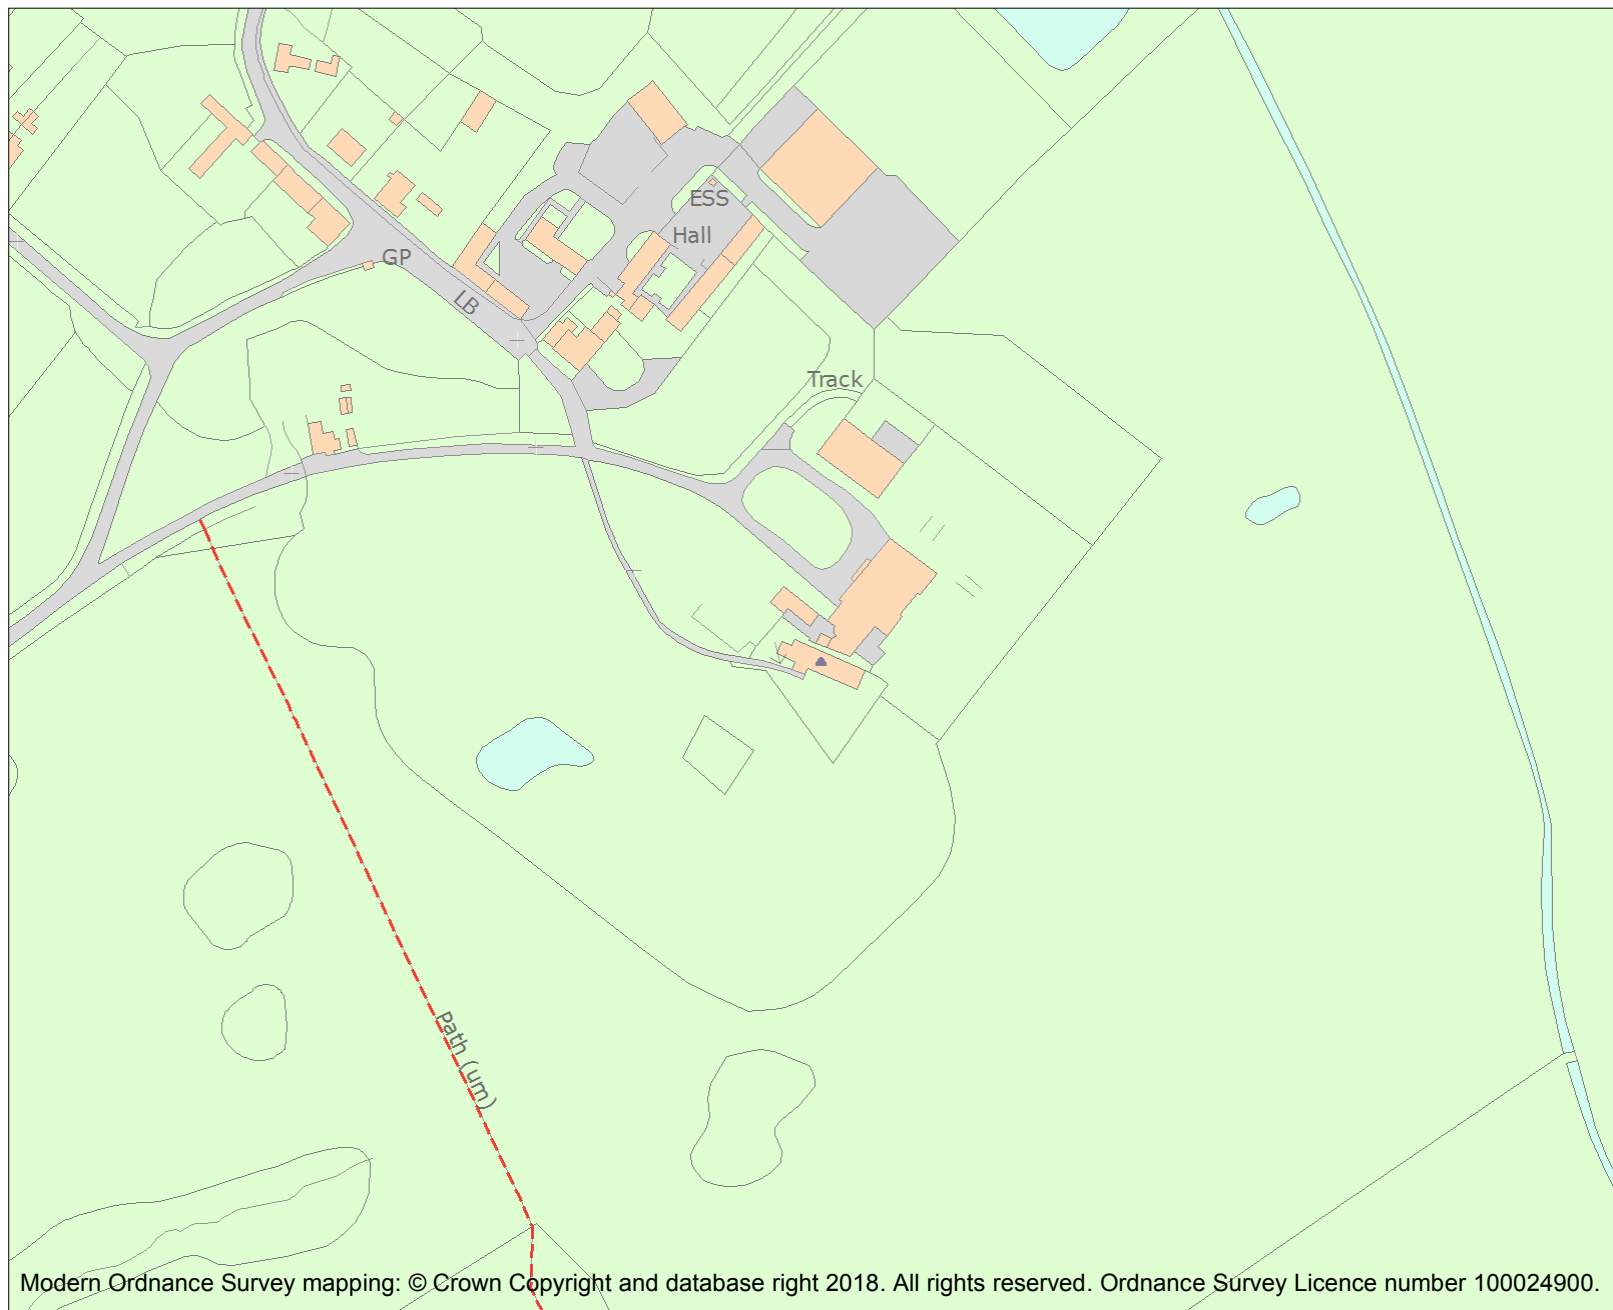 ESS
Hall
GP
LB
Track
Path (um)
Modern Ordnance Survey mapping: © Crown Copyright and database right 2018. All rights reserved. Ordnance Survey Licence number 100024900.